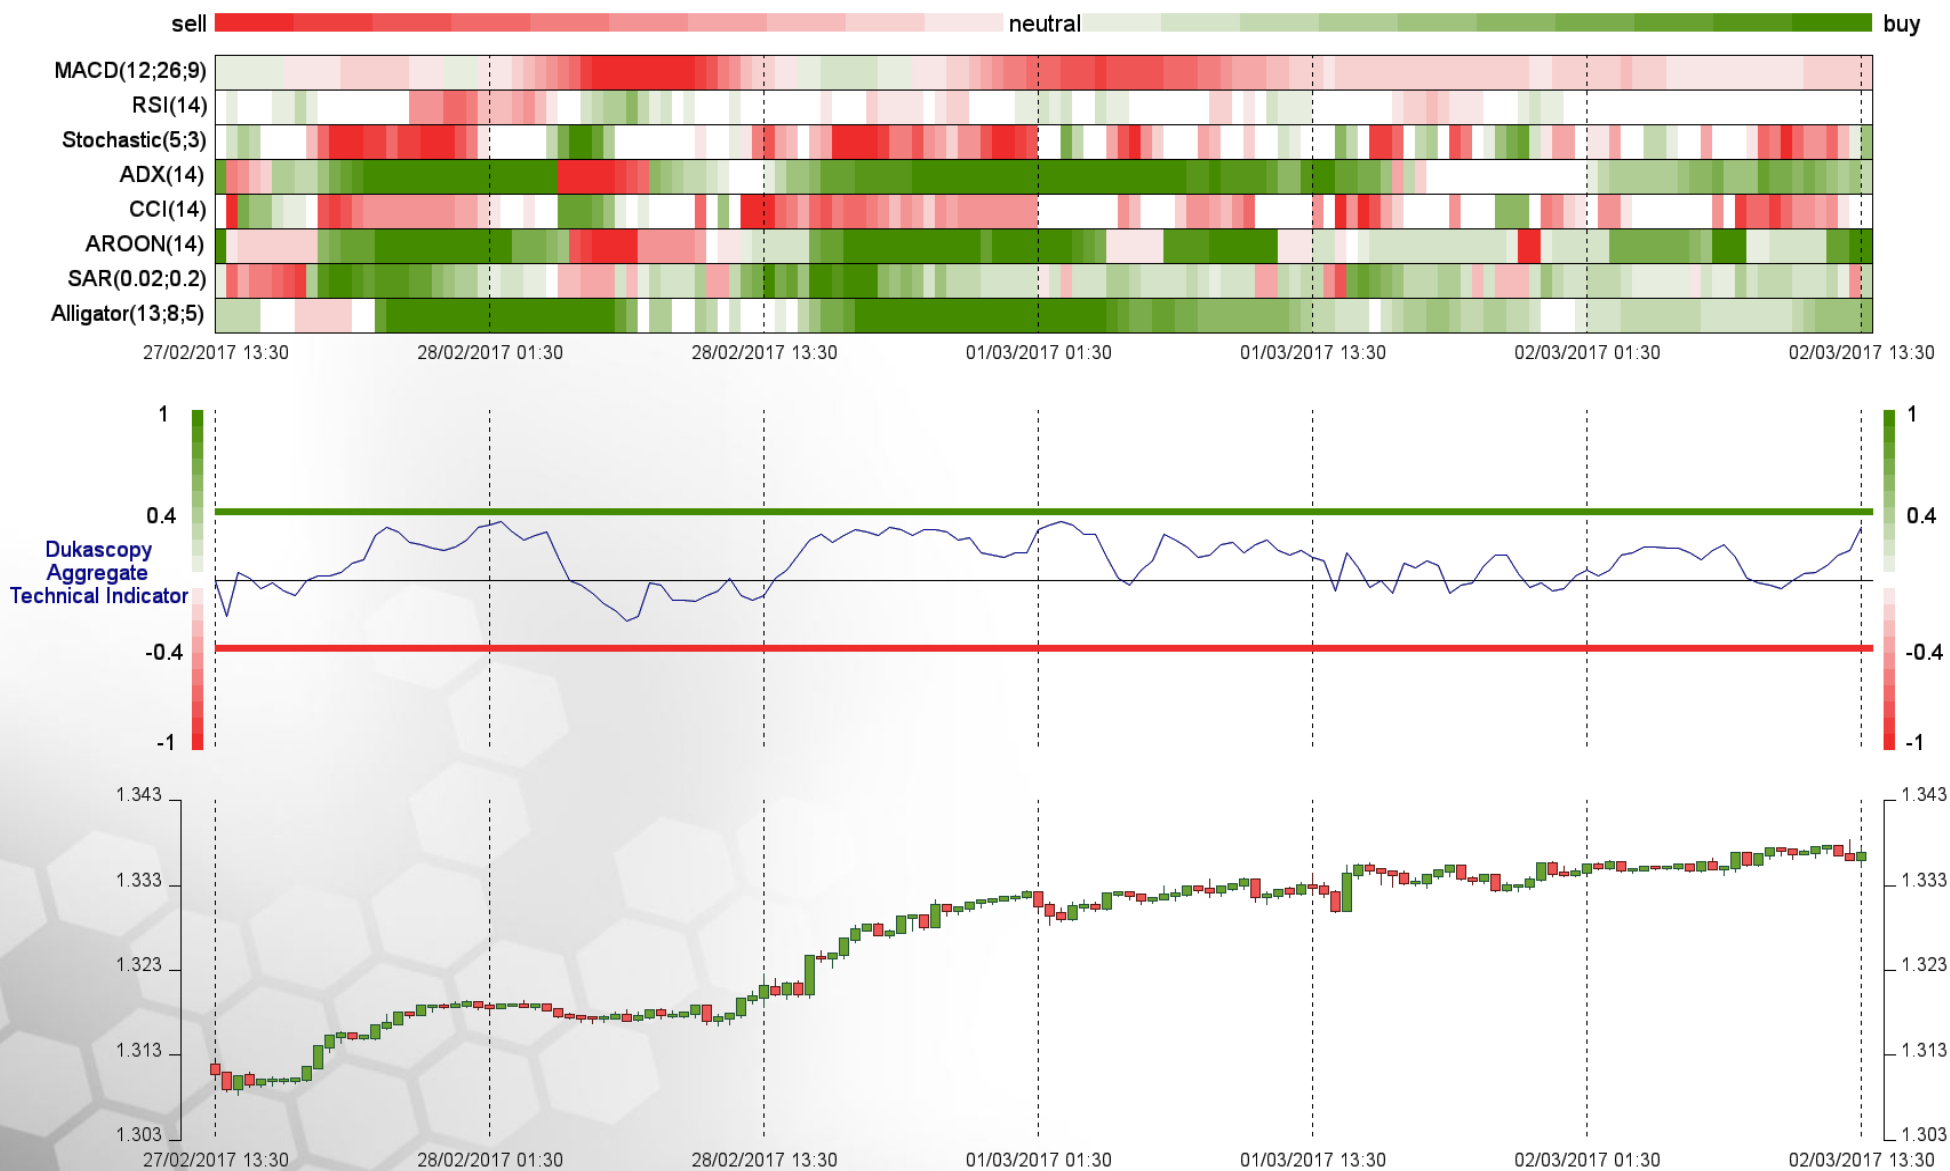 sell neutral buy
MACD(12;26;9)
RSI(14)
Stochastic(5;3)
ADX(14)
CCI(14)
AROON(14)
SAR(0.02;0.2)
Alligator(13;8;5)
27/02/2017 13:30 28/02/2017 01:30 28/02/2017 13:30 01/03/2017 01:30 01/03/2017 13:30 02/03/2017 01:30 02/03/2017 13:30
1 1
0.4 0.4
Dukascopy
Aggregate
Technical Indicator
-0.4 -0.4
-1 -1
1.343 1.343
1.333 1.333
1.323 1.323
1.313 1.313
1.303 1.303
27/02/2017 13:30 28/02/2017 01:30 28/02/2017 13:30 01/03/2017 01:30 01/03/2017 13:30 02/03/2017 01:30 02/03/2017 13:30